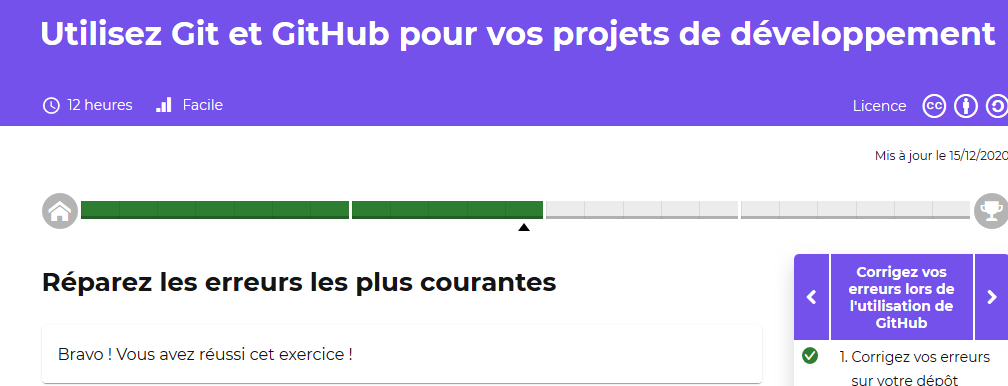 Utilisez Git et GitHub pour vos projets de développement
12 heures
Facile
Licence
Mis à jour le 15/12/2020
Réparez les erreurs les plus courantes
Bravo ! Vous avez réussi cet exercice !
Corrigez vos
erreurs lors de
l'utilisation de
GitHub
1. Corrigez vos erreurs
sur votre dépôt